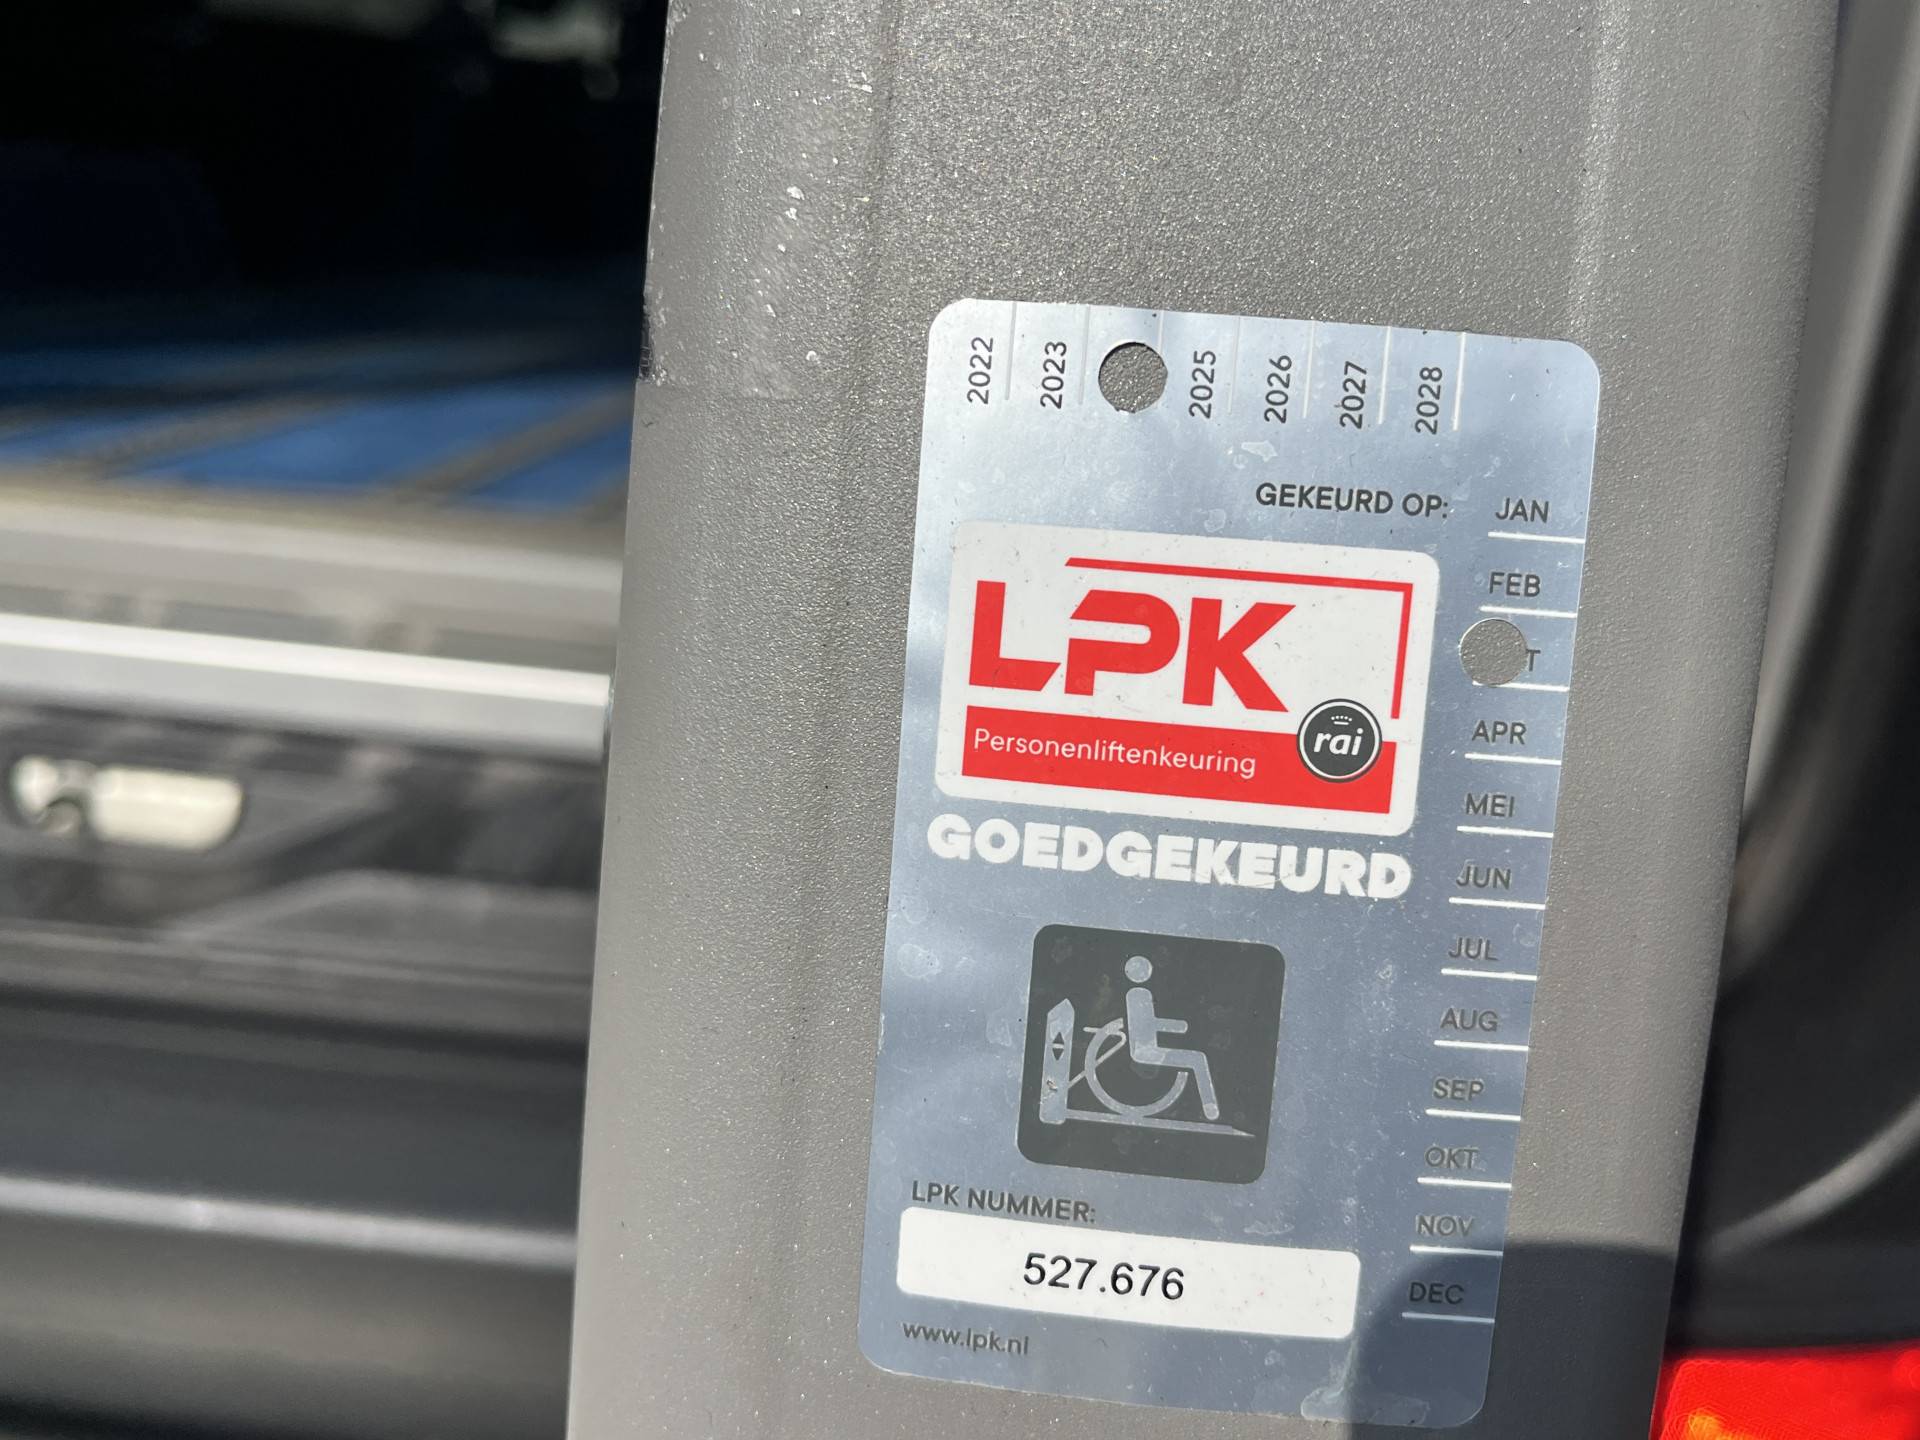 2022 2023 2025 2026 2027 2028
GEKEURD OP:
JAN
FEB
T
APR
MEI
JUN
JUL
AUG
SEP
OKT
NOV
DEC
LPK
Personenliftenkeuring
rai
GOEDGEKEURD
LPK NUMMER:
527.676
www.lpk.nl